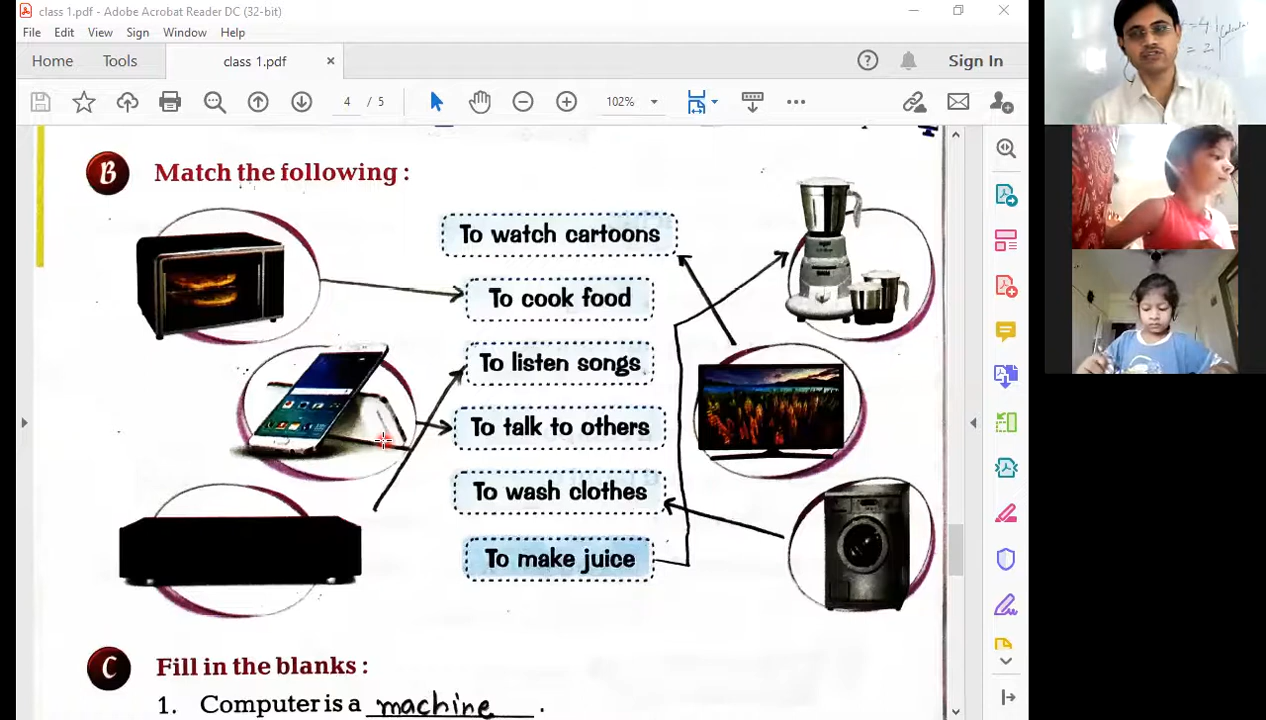 class 1.pdf - Adobe Acrobat Reader DC (32-bit)
File Edit View Sign Window Help
Home Tools class 1.pdf × Sign In
4 / 5 102%
B Match the following :
To watch cartoons
To cook food
To listen songs
To talk to others
To wash clothes
To make juice
C Fill in the blanks :
1. Computer is a machine .